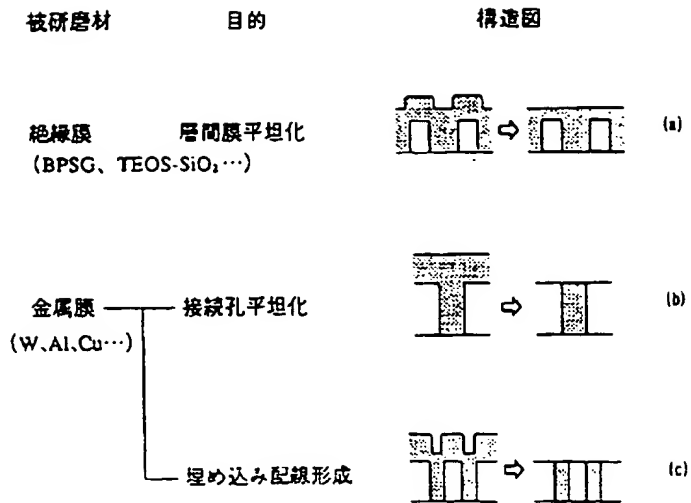 被研磨材 目的 構造図
絶縁膜 層間膜平坦化 (a)
(BPSG、TEOS-SiO₂…)
金属膜 接続孔平坦化 (b)
(W、Al、Cu…)
埋め込み配線形成 (c)